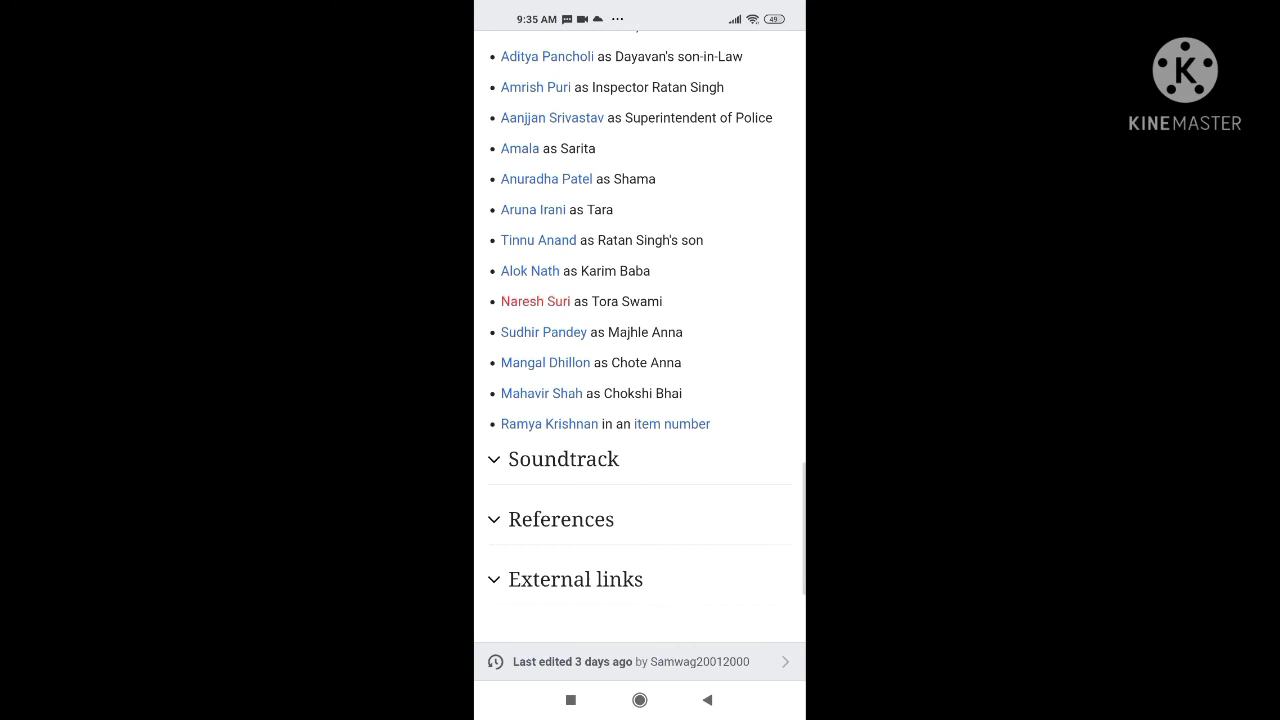 9:35 AM
49
Aditya Pancholi as Dayavan's son-in-Law
Amrish Puri as Inspector Ratan Singh
Aanjjan Srivastav as Superintendent of Police
Amala as Sarita
Anuradha Patel as Shama
Aruna Irani as Tara
Tinnu Anand as Ratan Singh's son
Alok Nath as Karim Baba
Naresh Suri as Tora Swami
Sudhir Pandey as Majhle Anna
Mangal Dhillon as Chote Anna
Mahavir Shah as Chokshi Bhai
Ramya Krishnan in an item number
Soundtrack
References
External links
Last edited 3 days ago by Samwag20012000
K
KINEMASTER